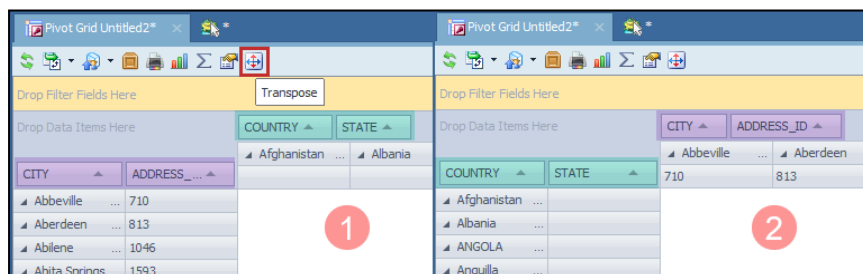 Pivot Grid Untitled2*
*
Transpose
Drop Filter Fields Here
Drop Data Items Here
COUNTRY
STATE
Afghanistan ...
Albania
CITY
ADDRESS_...
Abbeville ... 710
Aberdeen ... 813
Abilene ... 1046
Abita Springs 1593
1
Pivot Grid Untitled2*
*
Drop Filter Fields Here
Drop Data Items Here
CITY
ADDRESS_ID
Abbeville ...
Aberdeen
COUNTRY
STATE
710
813
Afghanistan ...
Albania ...
ANGOLA ...
Anguilla
2